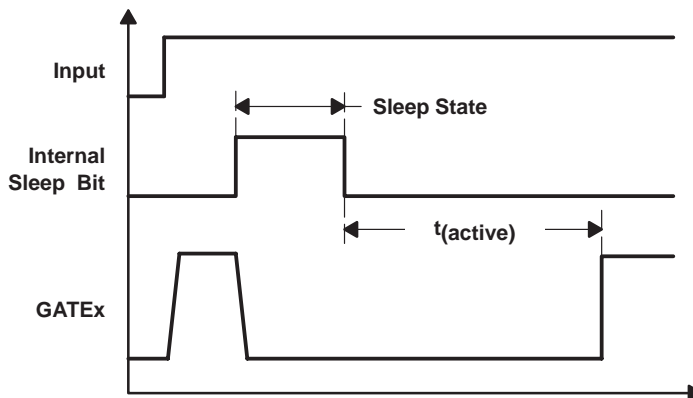 Input
Sleep State
Internal
Sleep Bit
t(active)
GATEx